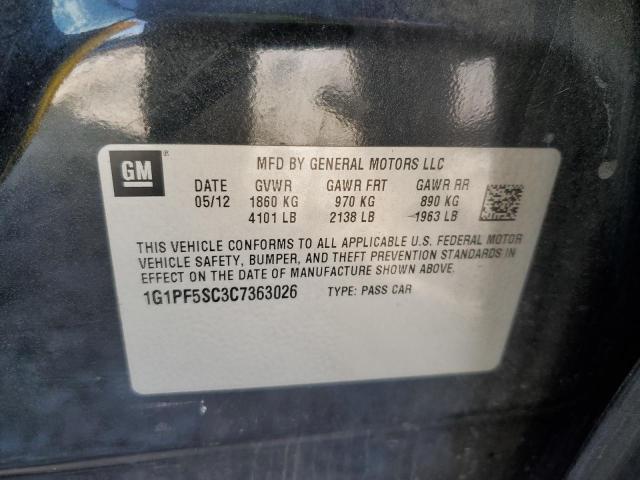 GM® MFD BY GENERAL MOTORS LLC
DATE GVWR GAWR FRT GAWR RR
05/12 1860 KG 970 KG 890 KG
4101 LB 2138 LB 1963 LB
THIS VEHICLE CONFORMS TO ALL APPLICABLE U.S. FEDERAL MOTOR
VEHICLE SAFETY, BUMPER, AND THEFT PREVENTION STANDARDS IN
EFFECT ON THE DATE OF MANUFACTURE SHOWN ABOVE.
1G1PF5SC3C7363026 TYPE: PASS CAR